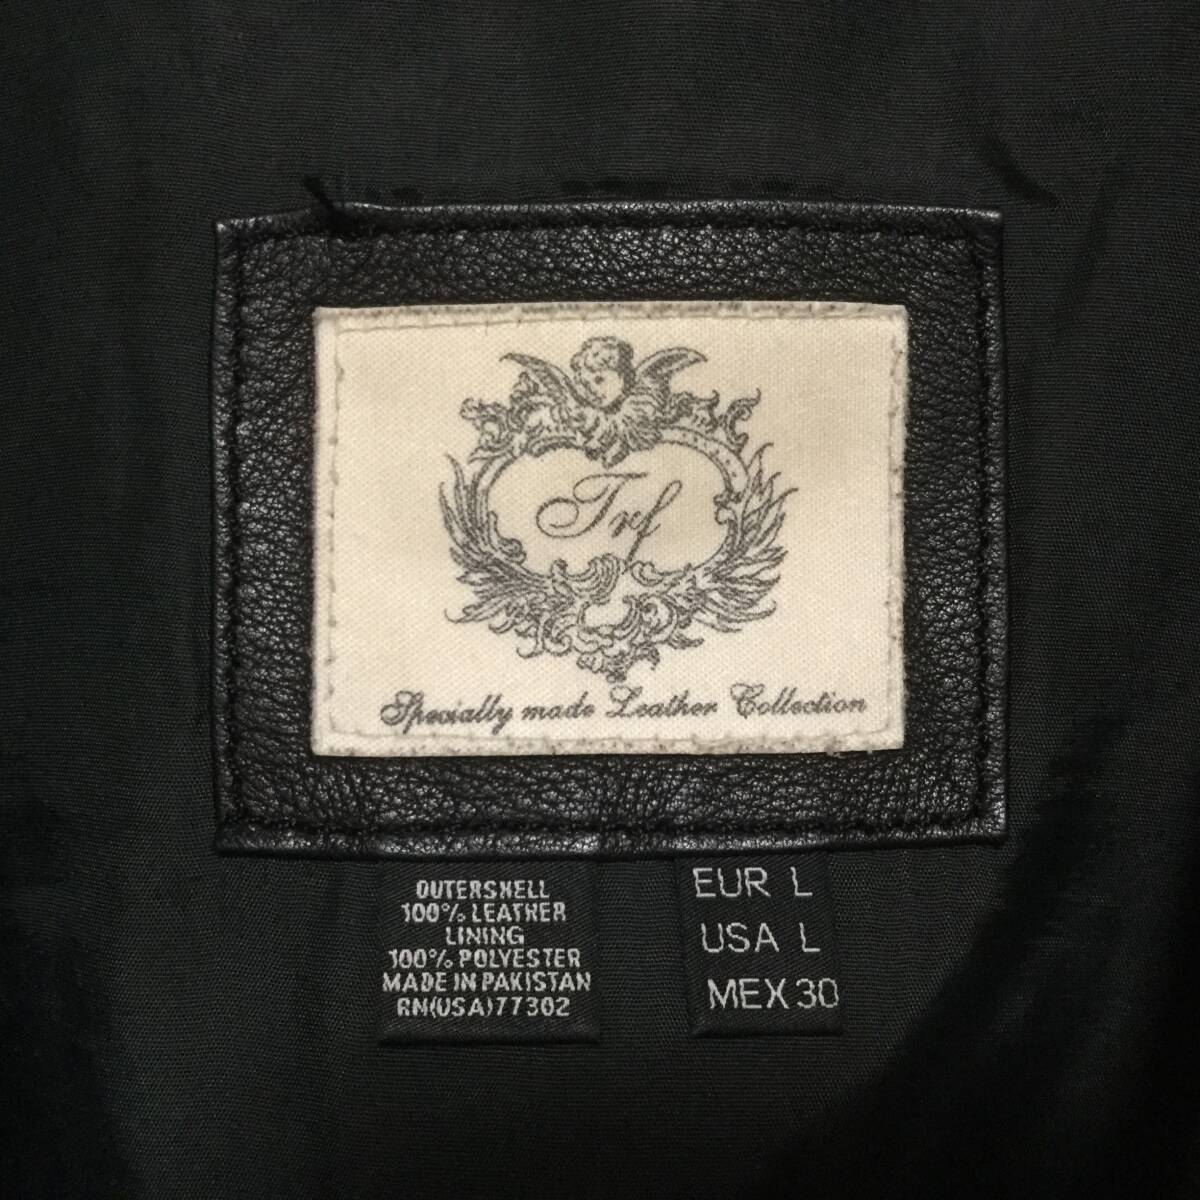 Trf
Specially made Leather Collection
OUTERSHELL
100% LEATHER
LINING
100% POLYESTER
MADE IN PAKISTAN
RN(USA)77302
EUR L
USA L
MEX 30